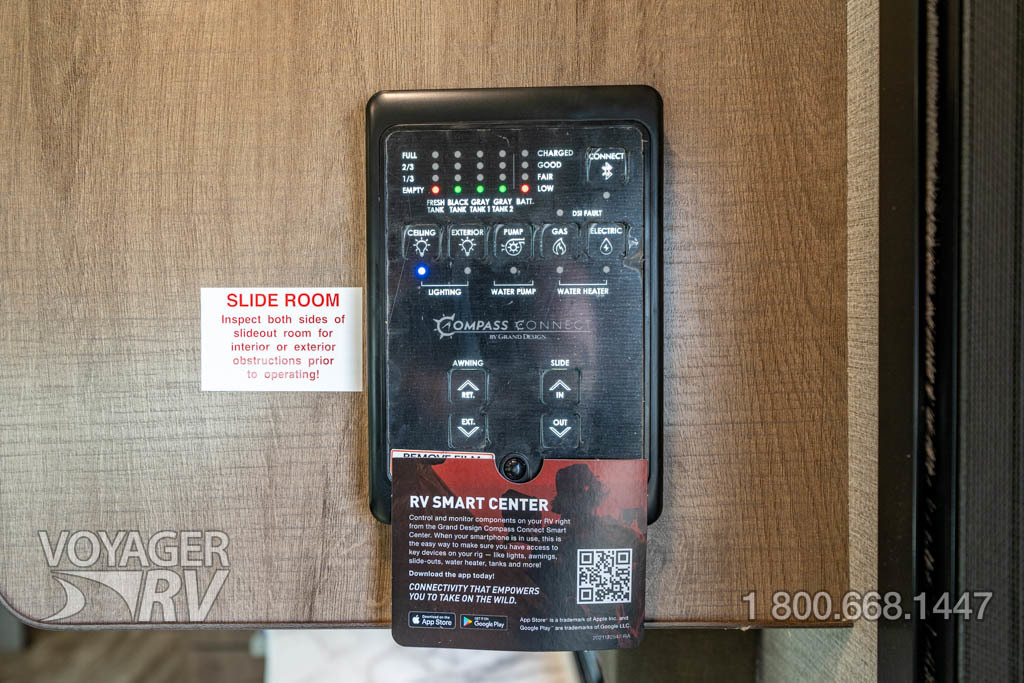 FULL CHARGED
2/3 GOOD
1/3 FAIR
EMPTY LOW
CONNECT
FRESH TANK BLACK TANK GRAY TANK 1 GRAY TANK 2 BATT.
DSI FAULT
CEILING EXTERIOR PUMP GAS ELECTRIC
LIGHTING WATER PUMP WATER HEATER
COMPASS CONNECT
BY GRAND DESIGN
AWNING SLIDE
RET. IN
EXT. OUT
SLIDE ROOM
Inspect both sides of
slideout room for
interior or exterior
obstructions prior
to operating!
REMOVE FILM
RV SMART CENTER
Control and monitor components on your RV right
from the Grand Design Compass Connect Smart
Center. When your smartphone is in use, this is
the easy way to make sure you have access to
key devices on your rig — like lights, awnings,
slide-outs, water heater, tanks and more!
Download the app today!
CONNECTIVITY THAT EMPOWERS
YOU TO TAKE ON THE WILD.
Download on the App Store
GET IT ON Google Play
App Store℠ is a trademark of Apple Inc. and
Google Play™ are trademarks of Google LLC
VOYAGER
RV
1 800.668.1447